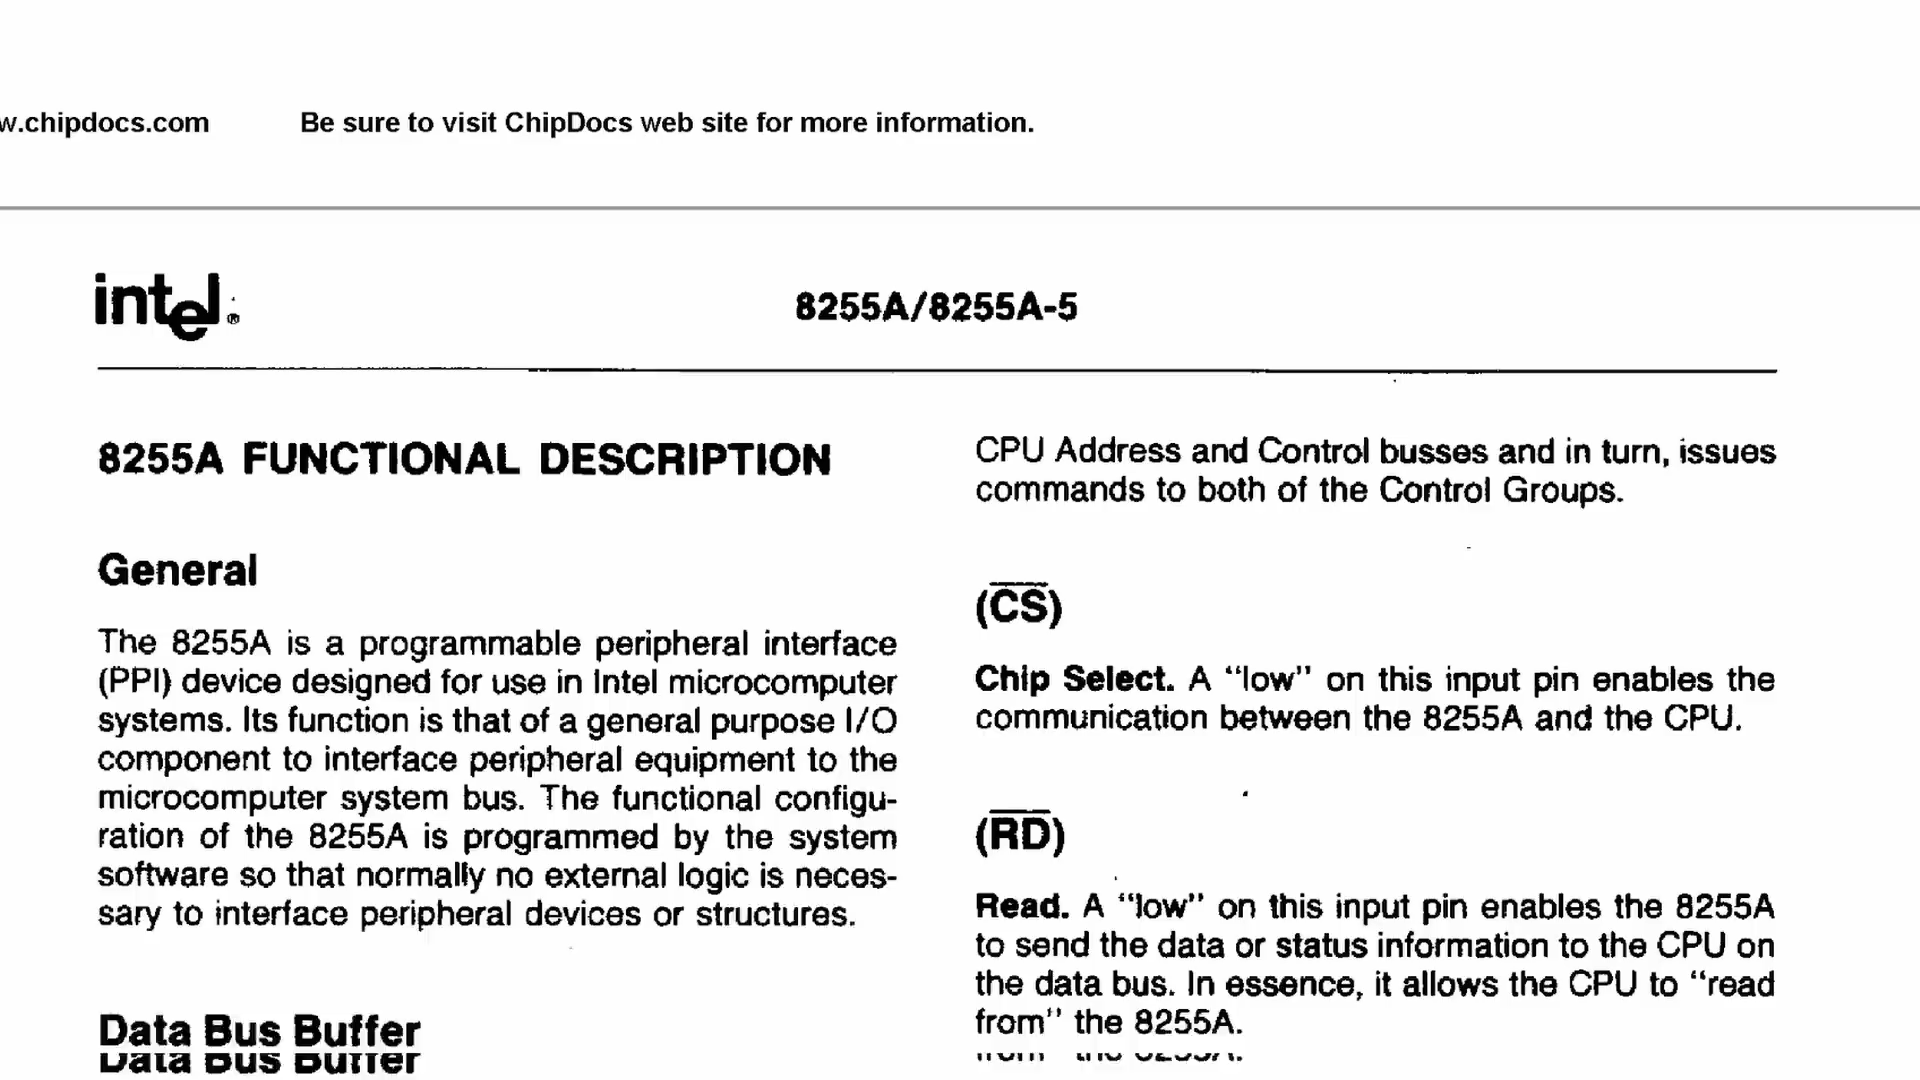 w.chipdocs.com Be sure to visit ChipDocs web site for more information.
intel® 8255A/8255A-5
8255A FUNCTIONAL DESCRIPTION
General
The 8255A is a programmable peripheral interface
(PPI) device designed for use in Intel microcomputer
systems. Its function is that of a general purpose I/O
component to interface peripheral equipment to the
microcomputer system bus. The functional configu-
ration of the 8255A is programmed by the system
software so that normally no external logic is neces-
sary to interface peripheral devices or structures.
Data Bus Buffer
Data Bus Buffer
CPU Address and Control busses and in turn, issues
commands to both of the Control Groups.
(C̅S̅)
Chip Select. A “low” on this input pin enables the
communication between the 8255A and the CPU.
(R̅D̅)
Read. A “low” on this input pin enables the 8255A
to send the data or status information to the CPU on
the data bus. In essence, it allows the CPU to “read
from” the 8255A.
from” the 8255A.